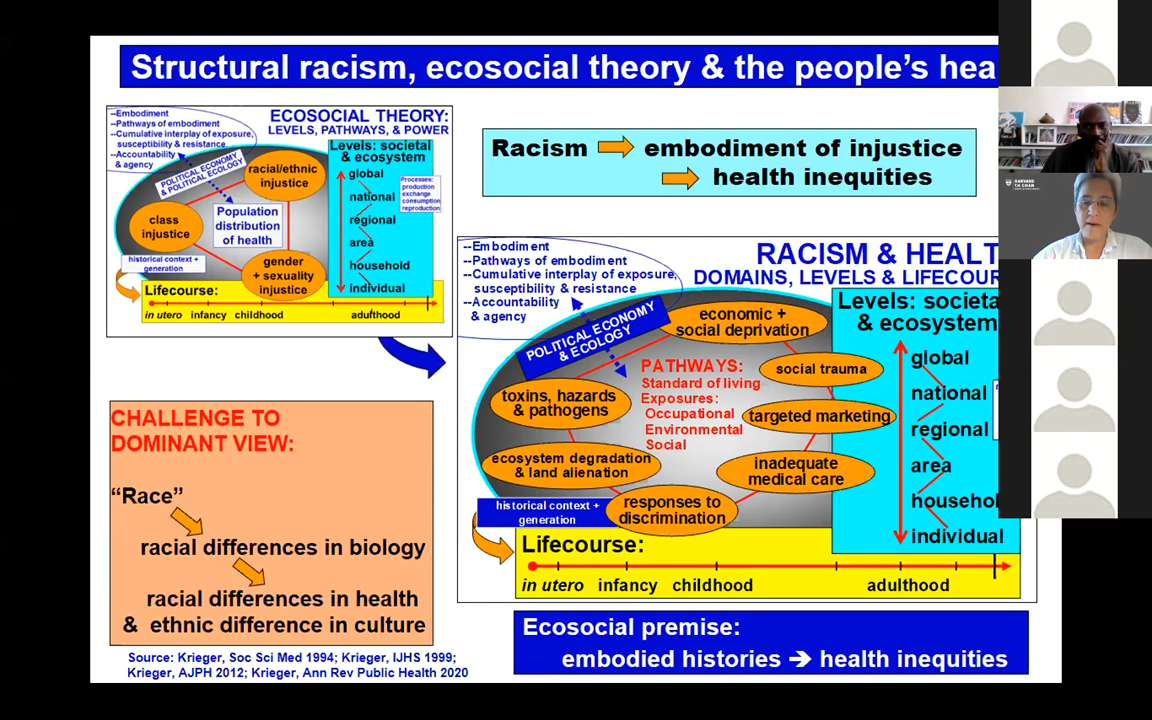 Structural racism, ecosocial theory & the people's hea
--Embodiment
--Pathways of embodiment
--Cumulative interplay of exposure,
susceptibility & resistance
--Accountability
& agency
ECOSOCIAL THEORY:
LEVELS, PATHWAYS, & POWER
POLITICAL ECONOMY
& POLITICAL ECOLOGY
racial/ethnic
injustice
class
injustice
Population
distribution
of health
gender
+ sexuality
injustice
historical context +
generation
Levels: societal
& ecosystem
global
national
regional
area
household
individual
Processes:
production
exchange
consumption
reproduction
Lifecourse:
in utero infancy childhood adulthood
Racism embodiment of injustice
health inequities
--Embodiment
--Pathways of embodiment
--Cumulative interplay of exposure,
susceptibility & resistance
--Accountability
& agency
RACISM & HEALT
DOMAINS, LEVELS & LIFECOUR
POLITICAL ECONOMY
& ECOLOGY
economic +
social deprivation
social trauma
targeted marketing
inadequate
medical care
responses to
discrimination
ecosystem degradation
& land alienation
toxins, hazards
& pathogens
PATHWAYS:
Standard of living
Exposures:
Occupational
Environmental
Social
historical context +
generation
Levels: societa
& ecosystem
global
national
regional
area
househol
individual
Lifecourse:
in utero infancy childhood adulthood
CHALLENGE TO
DOMINANT VIEW:
“Race”
racial differences in biology
racial differences in health
& ethnic difference in culture
Source: Krieger, Soc Sci Med 1994; Krieger, IJHS 1999;
Krieger, AJPH 2012; Krieger, Ann Rev Public Health 2020
Ecosocial premise:
embodied histories → health inequities
HARVARD
T.H. CHAN